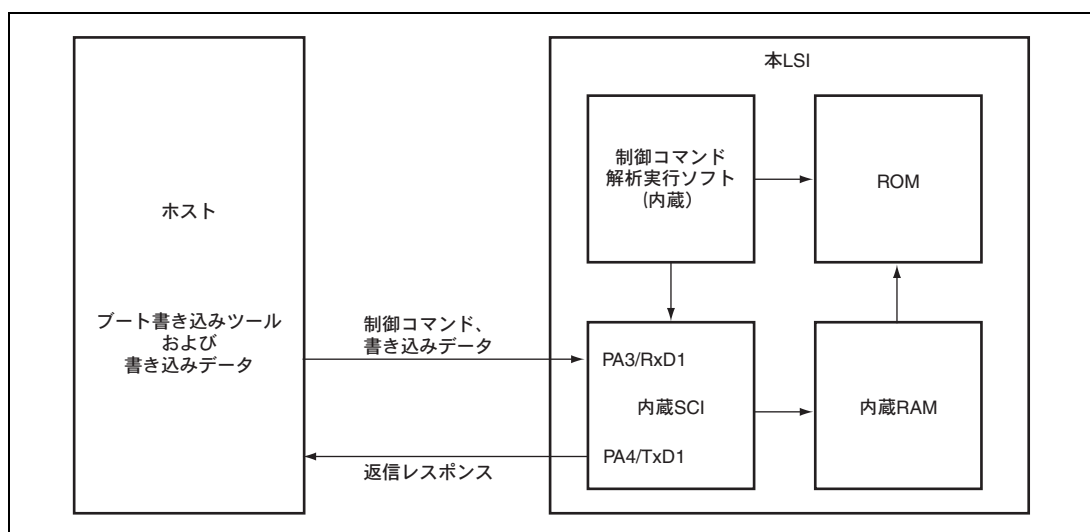 ホスト
ブート書き込みツール
および
書き込みデータ
制御コマンド、
書き込みデータ
返信レスポンス
本LSI
制御コマンド
解析実行ソフト
(内蔵)
ROM
PA3/RxD1
内蔵SCI
PA4/TxD1
内蔵RAM